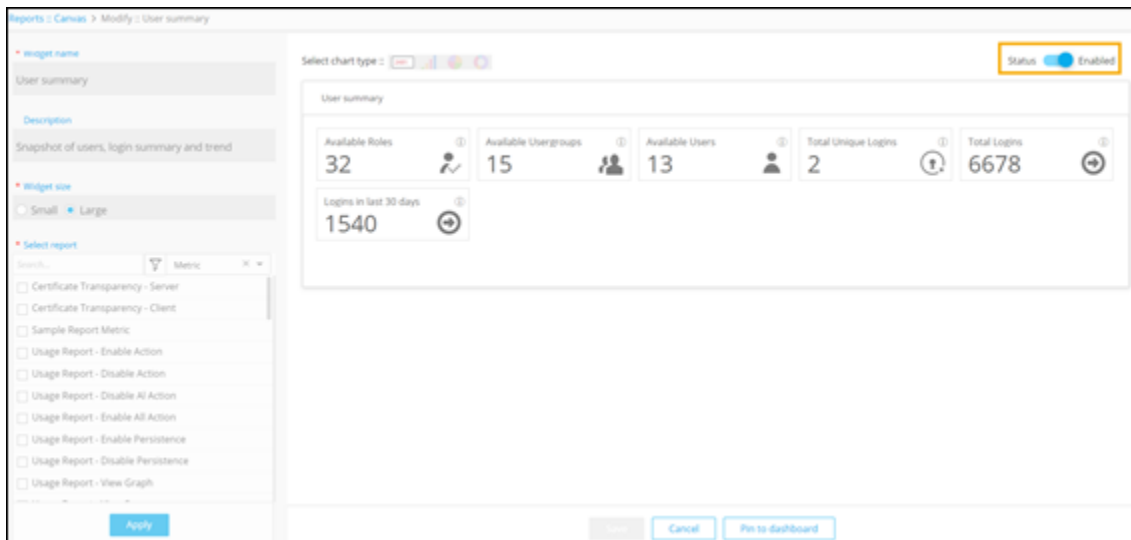 Reports :: Canvas > Modify :: User summary
* Widget name
User summary
Description
Snapshot of users, login summary and trend
* Widget size
Small Large
* Select report
Search... Metric
Certificate Transparency - Server
Certificate Transparency - Client
Sample Report Metric
Usage Report - Enable Action
Usage Report - Disable Action
Usage Report - Disable Al Action
Usage Report - Enable All Action
Usage Report - Enable Persistence
Usage Report - Disable Persistence
Usage Report - View Graph
Apply
Select chart type ::
Status Enabled
User summary
Available Roles
32
Available Usergroups
15
Available Users
13
Total Unique Logins
2
Total Logins
6678
Logins in last 30 days
1540
Save Cancel Pin to dashboard